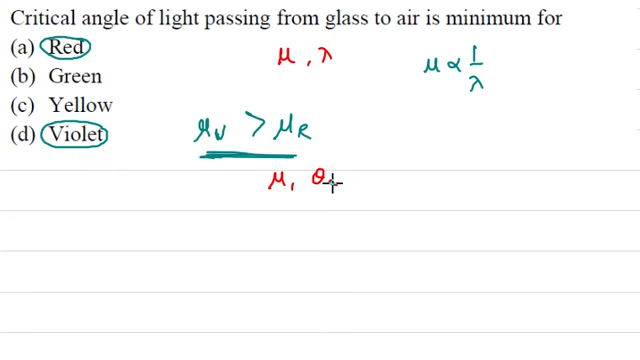 Critical angle of light passing from glass to air is minimum for
(a) Red
(b) Green
(c) Yellow
(d) Violet
μ , λ
μ ∝ 1/λ
μv > μR
μ, θ